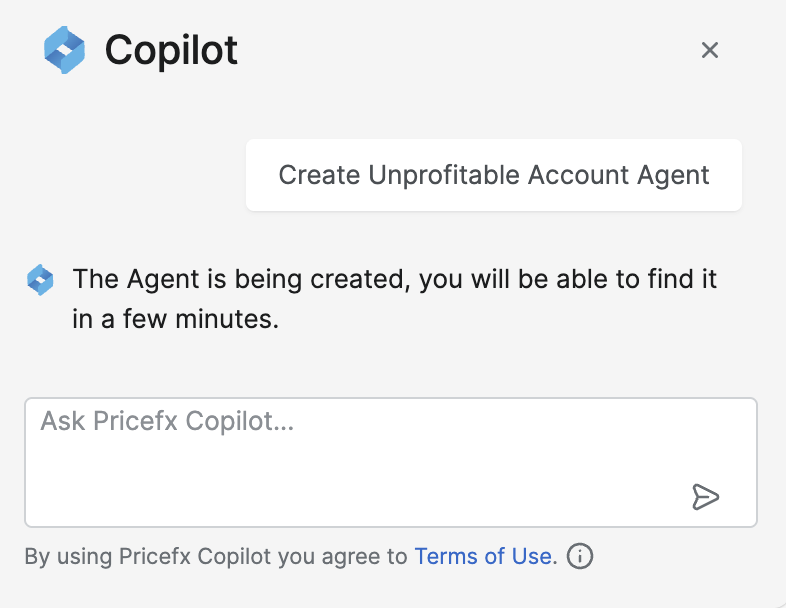 Copilot
Create Unprofitable Account Agent
The Agent is being created, you will be able to find it
in a few minutes.
Ask Pricefx Copilot...
By using Pricefx Copilot you agree to Terms of Use.